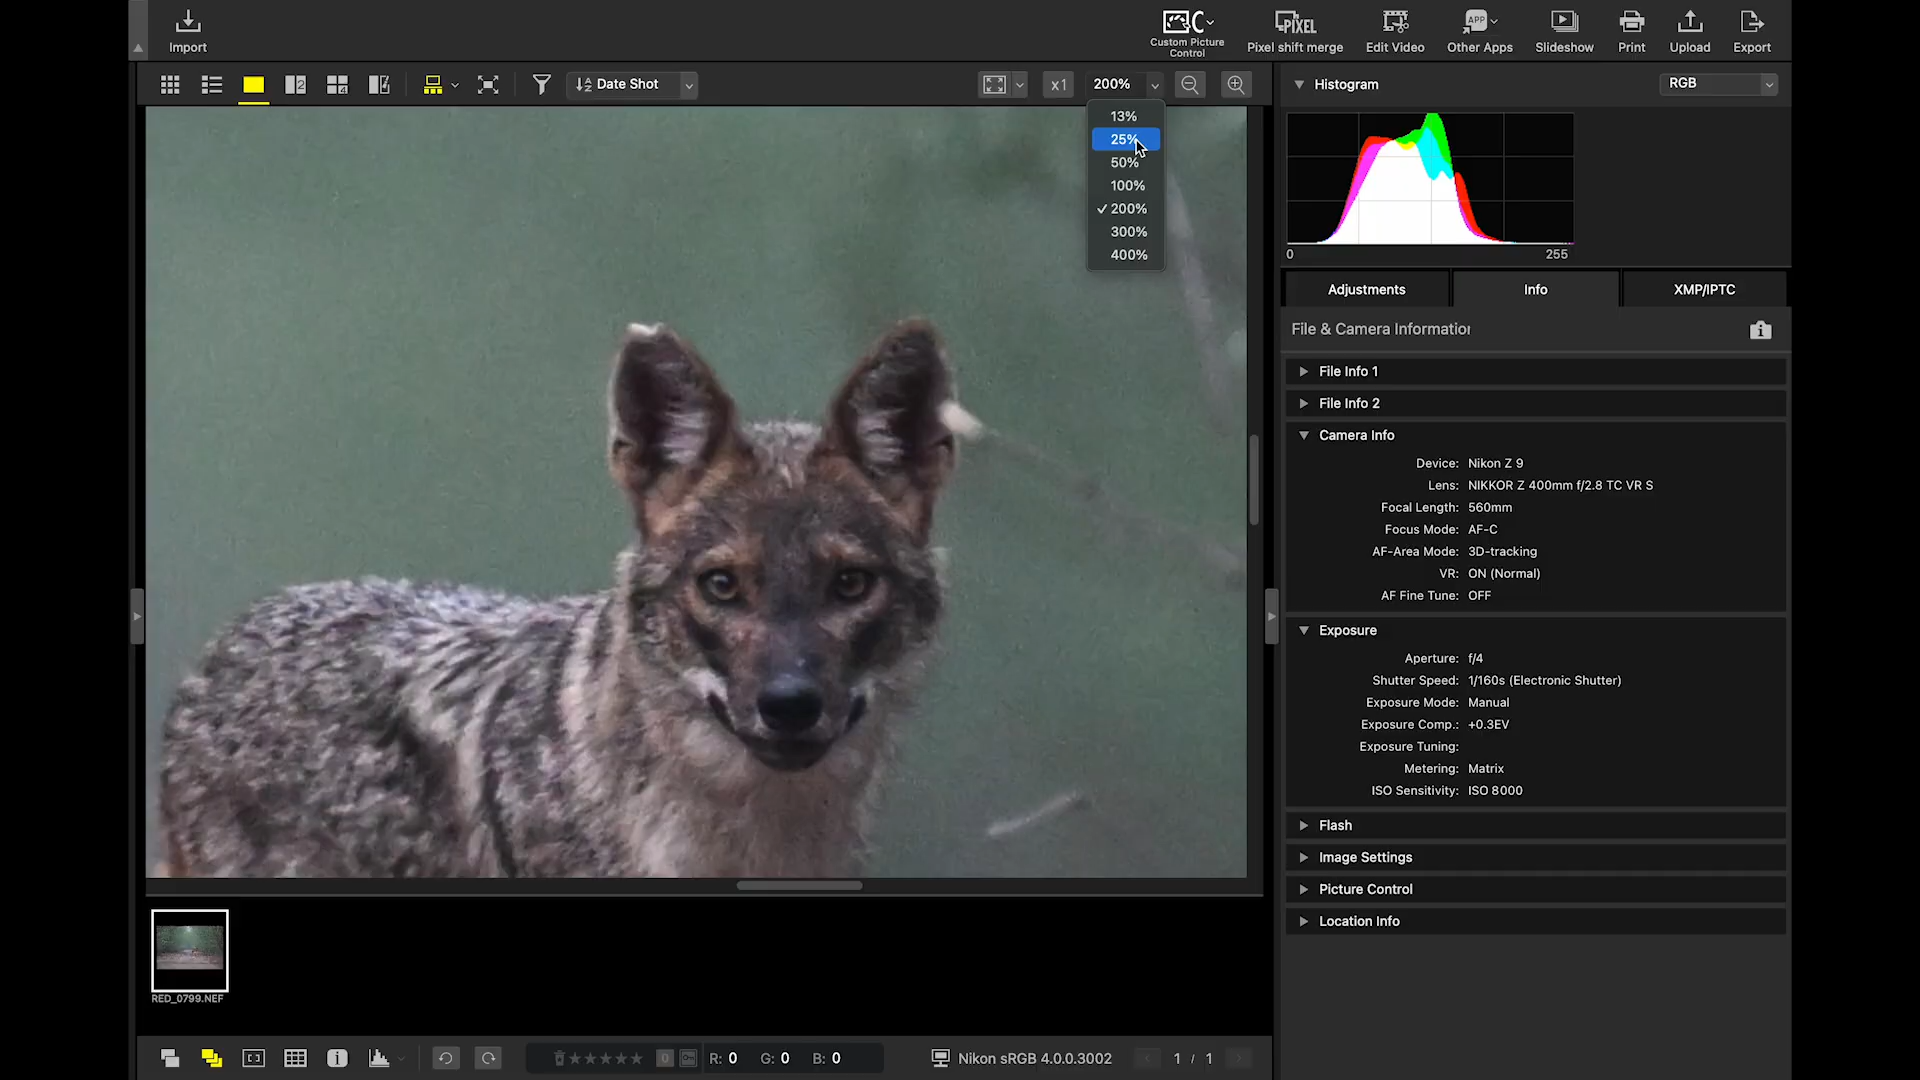 Import
Custom Picture
Control
Pixel shift merge
Edit Video
Other Apps
Slideshow
Print
Upload
Export
Date Shot
x1
200%
13%
25%
50%
100%
200%
300%
400%
Histogram
RGB
0
255
Adjustments
Info
XMP/IPTC
File & Camera Information
File Info 1
File Info 2
Camera Info
Device: Nikon Z 9
Lens: NIKKOR Z 400mm f/2.8 TC VR S
Focal Length: 560mm
Focus Mode: AF-C
AF-Area Mode: 3D-tracking
VR: ON (Normal)
AF Fine Tune: OFF
Exposure
Aperture: f/4
Shutter Speed: 1/160s (Electronic Shutter)
Exposure Mode: Manual
Exposure Comp.: +0.3EV
Exposure Tuning:
Metering: Matrix
ISO Sensitivity: ISO 8000
Flash
Image Settings
Picture Control
Location Info
RED_0799.NEF
0
R: 0 G: 0 B: 0
Nikon sRGB 4.0.0.3002
1 / 1